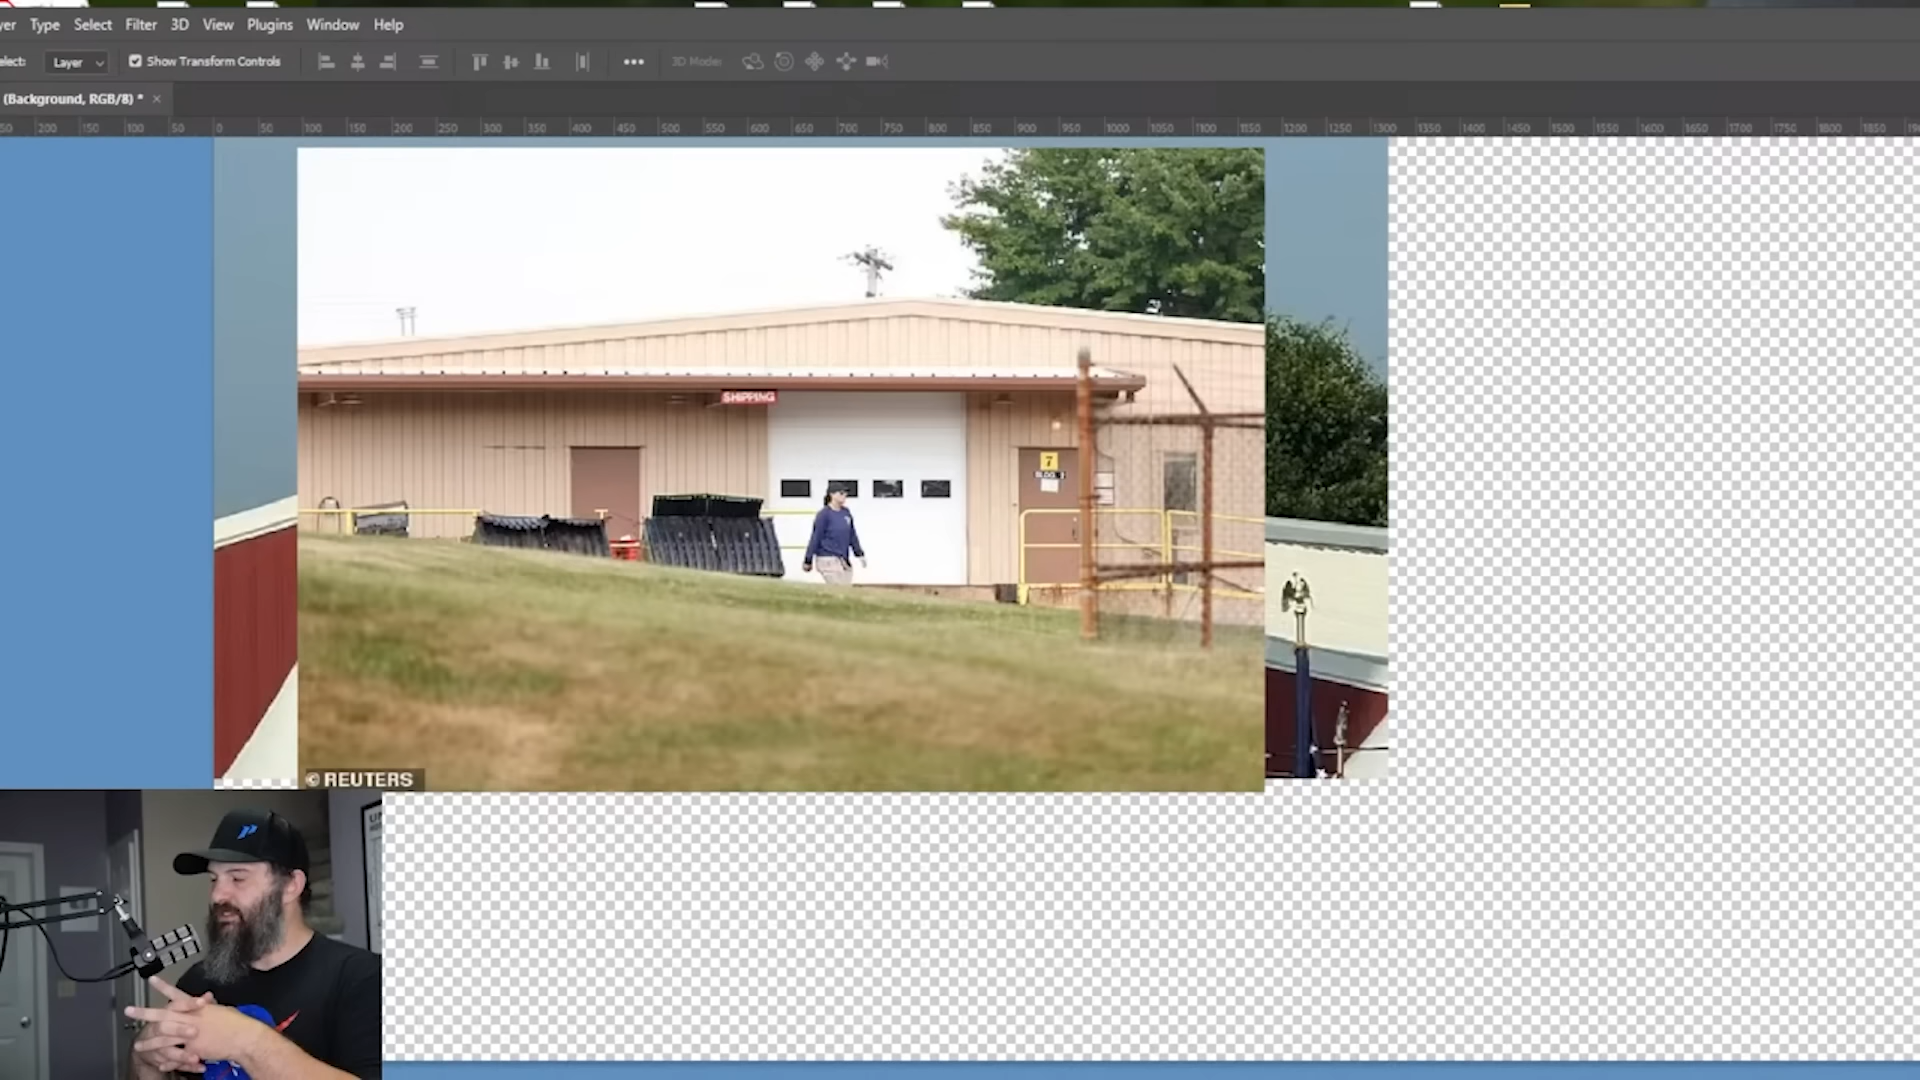 Type Select Filter 3D View Plugins Window Help
Layer Show Transform Controls 3D Mode:
(Background, RGB/8) * ×
200 150 100 50 0 50 100 150 200 250 300 350 400 450 500 550 600 650 700 750 800 850 900 950 1000 1050 1100 1150 1200 1250 1300 1350 1400 1450 1500 1550 1600 1650 1700 1750 1800 1850
SHIPPING
7
BLDG. 2
© REUTERS